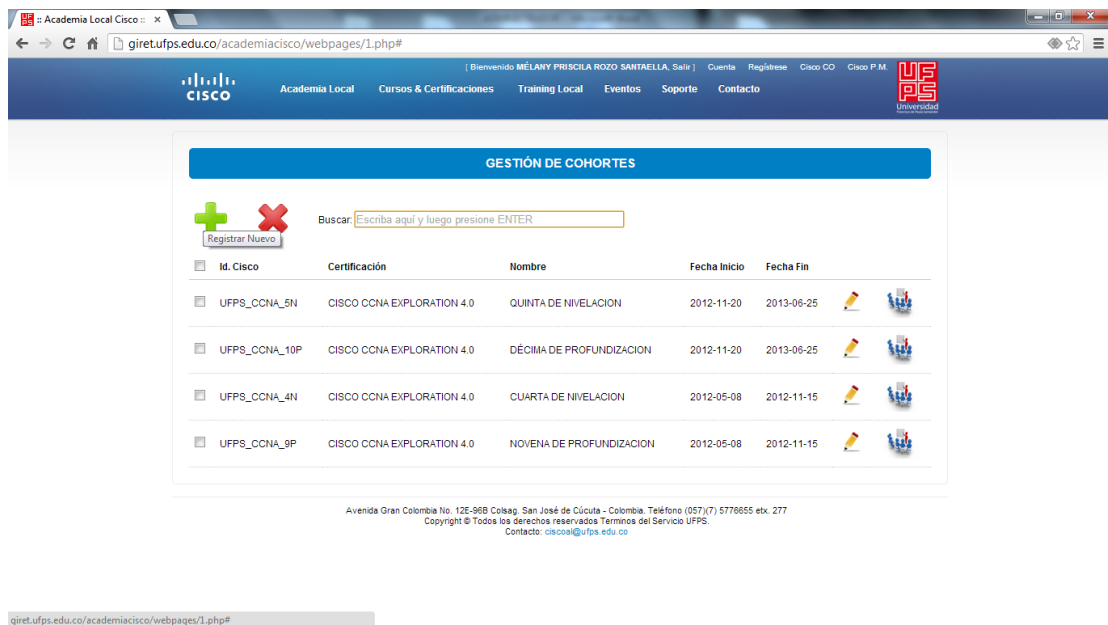 :: Academia Local Cisco ::
giret.ufps.edu.co/academiacisco/webpages/1.php#
[ Bienvenido MÉLANY PRISCILA ROZO SANTAELLA, Salir ] Cuenta Regístrese Cisco CO Cisco P.M.
CISCO
Academia Local Cursos & Certificaciones Training Local Eventos Soporte Contacto
UFPS
Universidad
GESTIÓN DE COHORTES
Buscar: Escriba aquí y luego presione ENTER
Registrar Nuevo
Id. Cisco Certificación Nombre Fecha Inicio Fecha Fin
UFPS_CCNA_5N CISCO CCNA EXPLORATION 4.0 QUINTA DE NIVELACION 2012-11-20 2013-06-25
UFPS_CCNA_10P CISCO CCNA EXPLORATION 4.0 DÉCIMA DE PROFUNDIZACION 2012-11-20 2013-06-25
UFPS_CCNA_4N CISCO CCNA EXPLORATION 4.0 CUARTA DE NIVELACION 2012-05-08 2012-11-15
UFPS_CCNA_9P CISCO CCNA EXPLORATION 4.0 NOVENA DE PROFUNDIZACION 2012-05-08 2012-11-15
Avenida Gran Colombia No. 12E-96B Colsag. San José de Cúcuta - Colombia. Teléfono (057)(7) 5776655 etx. 277
Copyright © Todos los derechos reservados Terminos del Servicio UFPS.
Contacto: ciscoal@ufps.edu.co
giret.ufps.edu.co/academiacisco/webpages/1.php#